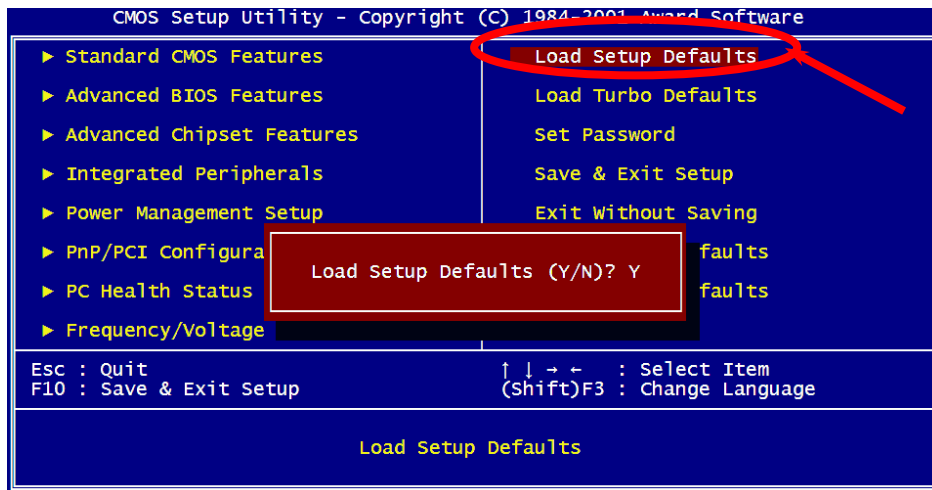 CMOS Setup Utility - Copyright (C) 1984-2001 Award Software
► Standard CMOS Features
► Advanced BIOS Features
► Advanced Chipset Features
► Integrated Peripherals
► Power Management Setup
► PnP/PCI Configura
► PC Health Status
► Frequency/Voltage
Load Setup Defaults
Load Turbo Defaults
Set Password
Save & Exit Setup
Exit Without Saving
faults
faults
Load Setup Defaults (Y/N)? Y
Esc : Quit
F10 : Save & Exit Setup
↑ ↓ → ← : Select Item
(Shift)F3 : Change Language
Load Setup Defaults